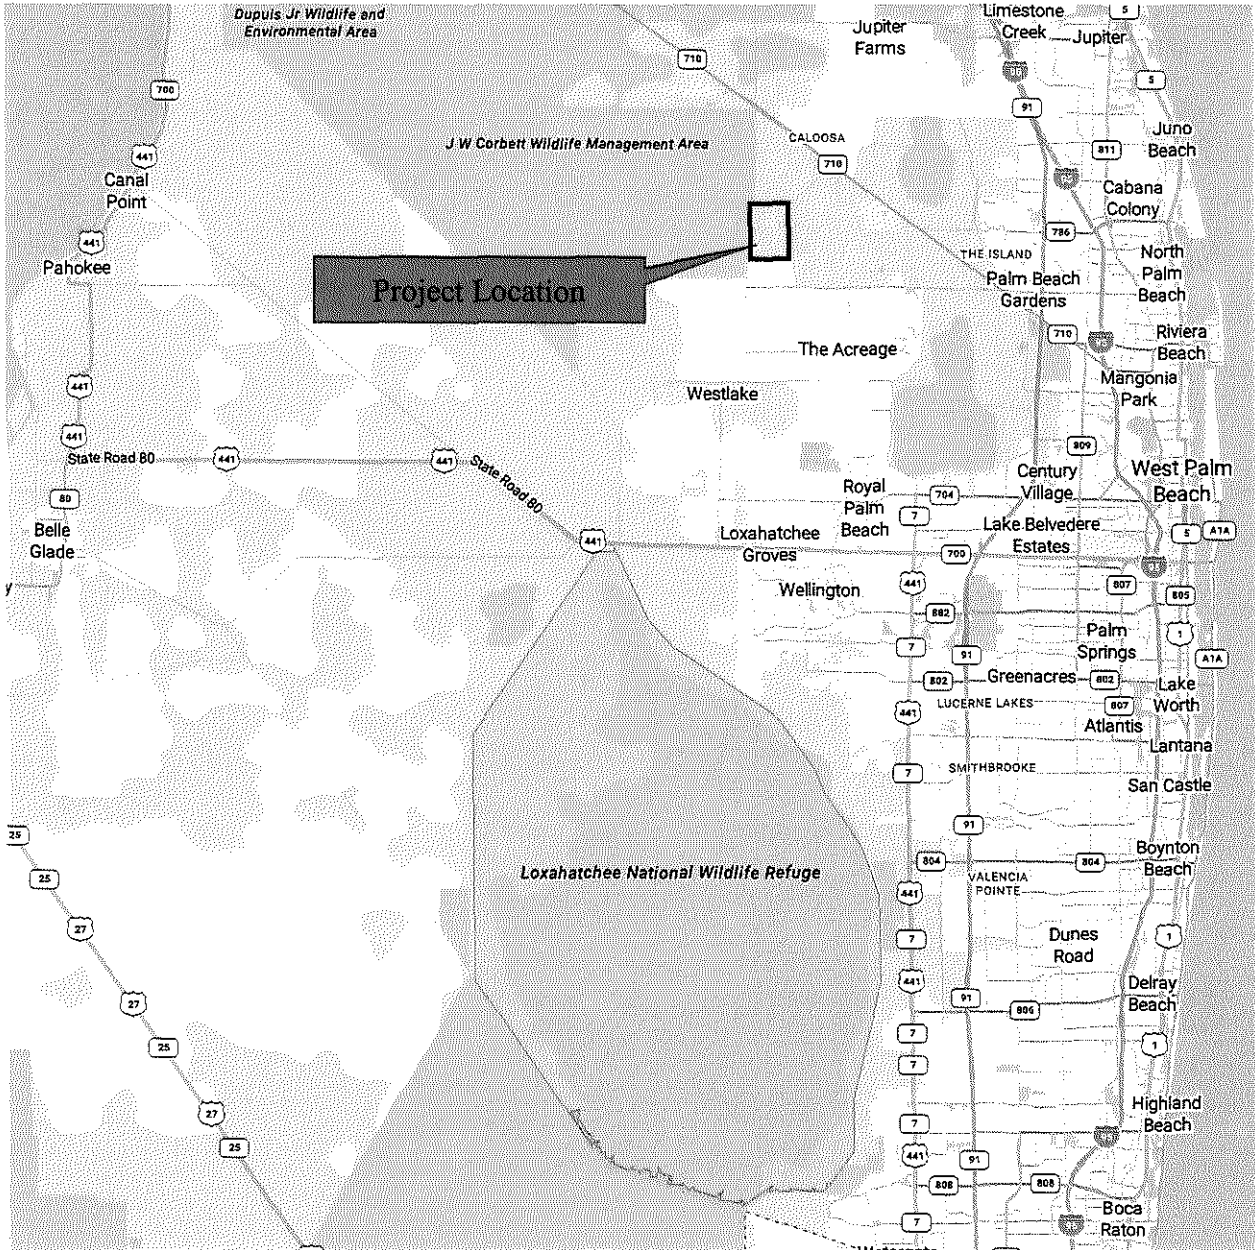 Dupuis Jr Wildlife and
Environmental Area
Limestone
Creek
5
Jupiter
Jupiter
Farms
710
700
5
91
J W Corbett Wildlife Management Area
CALOOSA
710
811
Juno
Beach
441
Canal
Point
Cabana
Colony
441
Pahokee
786
THE ISLAND
North
Palm
Beach
Project Location
Palm Beach
Gardens
710
Riviera
Beach
The Acreage
441
Westlake
Mangonia
Park
441
State Road 80
441
441
State Road 80
809
80
Belle
Glade
Royal
Palm
Beach
704
Century
Village
West Palm
Beach
7
Lake Belvedere
Estates
5
A1A
441
Loxahatchee
Groves
700
Wellington
441
807
805
882
Palm
Springs
1
7
91
A1A
802
Greenacres
802
Lake
Worth
441
LUCERNE LAKES
807
Atlantis
Lantana
7
SMITHBROOKE
San Castle
25
91
Boynton
Beach
804
804
25
Loxahatchee National Wildlife Refuge
VALENCIA
POINTE
441
27
7
Dunes
Road
1
441
Delray
Beach
27
91
806
7
25
7
1
27
Highland
Beach
7
25
441
91
808
808
7
Boca
Raton